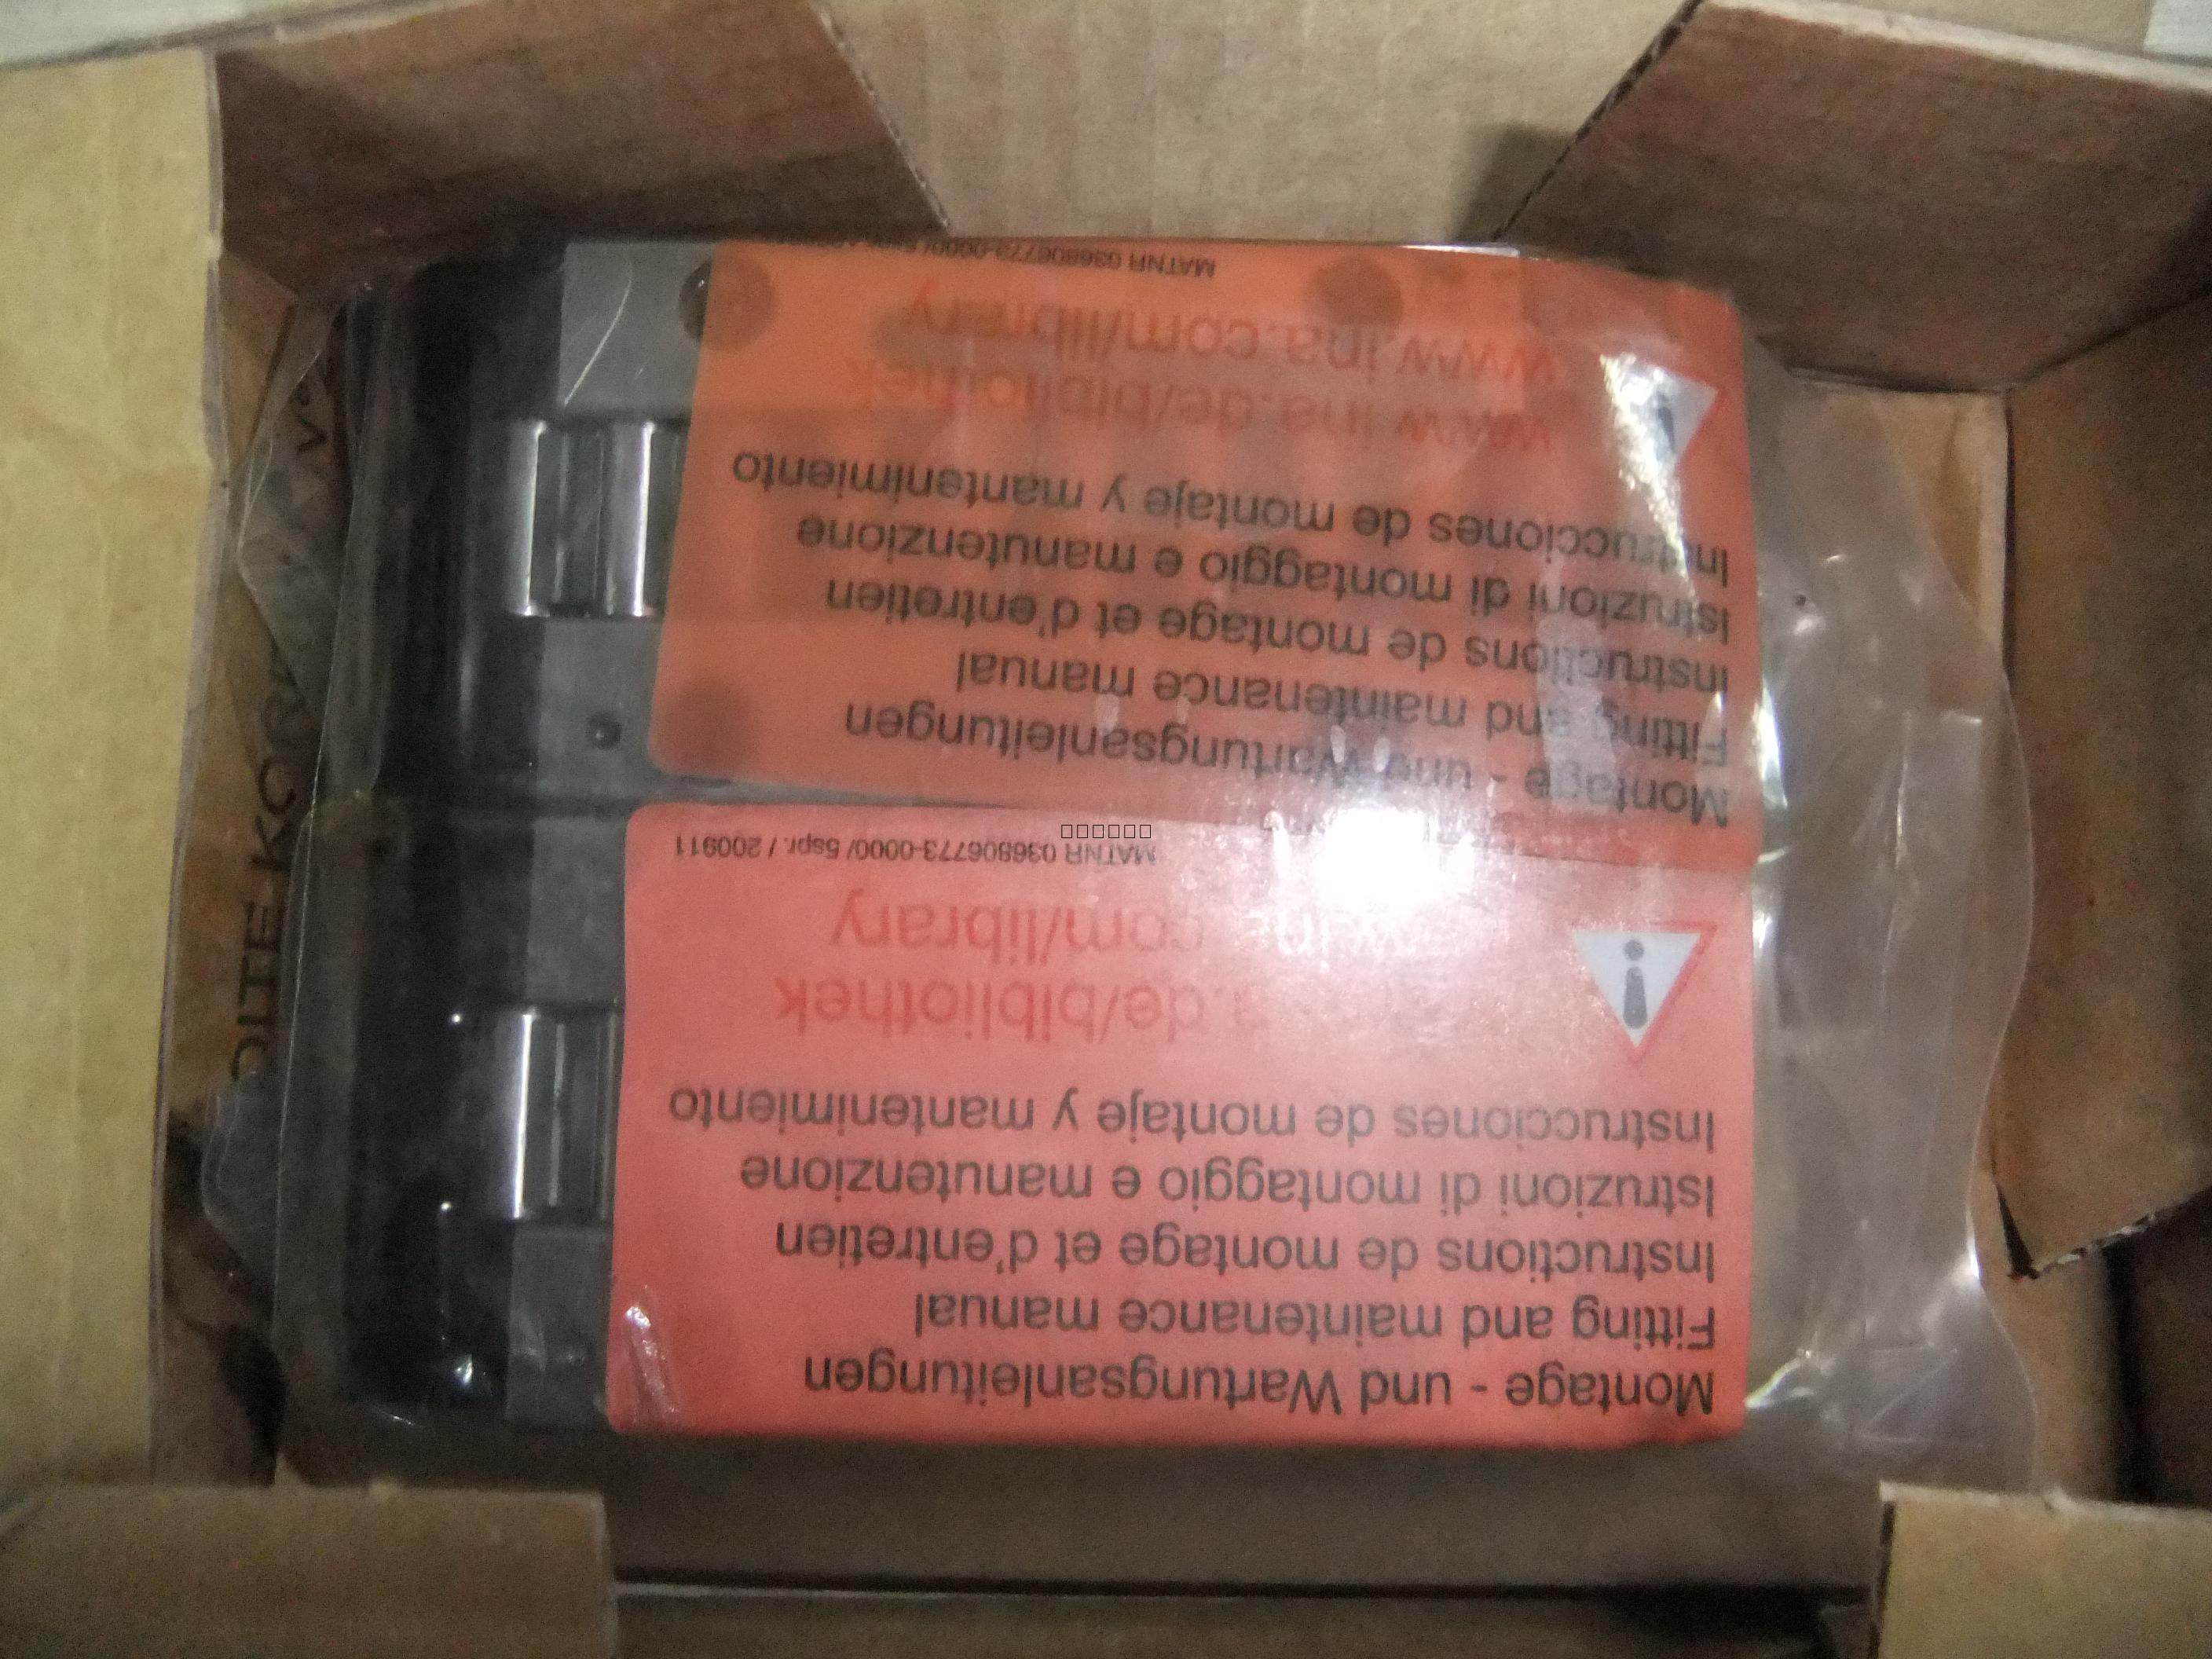 Montage - und Wartungsanleitungen
Fitting and maintenance manual
Instructions de montage et d'entretien
Istruzioni di montaggio e manutenzione
Instrucciones de montaje y mantenimiento
.de/bibliothek
.com/library
MATNR 036806773-0000/ 5spr. / 200911
Montage - und Wartungsanleitungen
Fitting and maintenance manual
Instructions de montage et d'entretien
Istruzioni di montaggio e manutenzione
Instrucciones de montaje y mantenimiento
www.ina.de/bibliothek
www.ina.com/library
MATNR 036806773-0000/